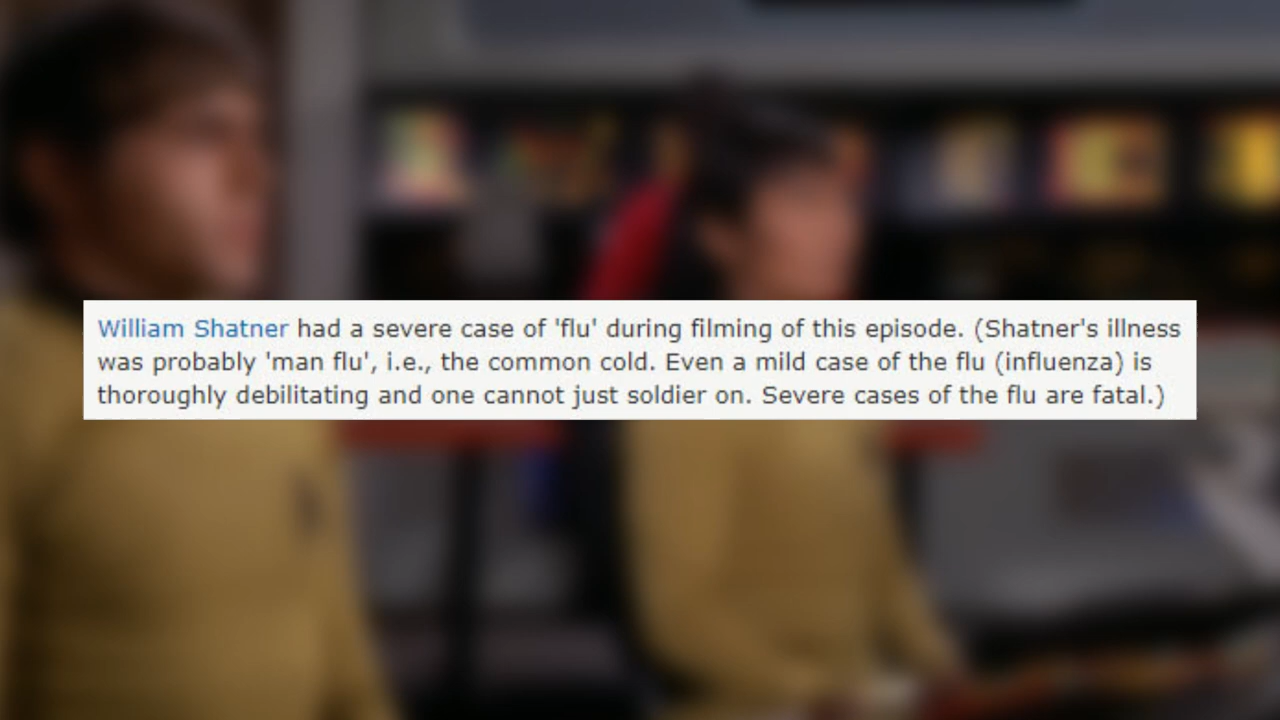 William Shatner had a severe case of 'flu' during filming of this episode. (Shatner's illness
was probably 'man flu', i.e., the common cold. Even a mild case of the flu (influenza) is
thoroughly debilitating and one cannot just soldier on. Severe cases of the flu are fatal.)